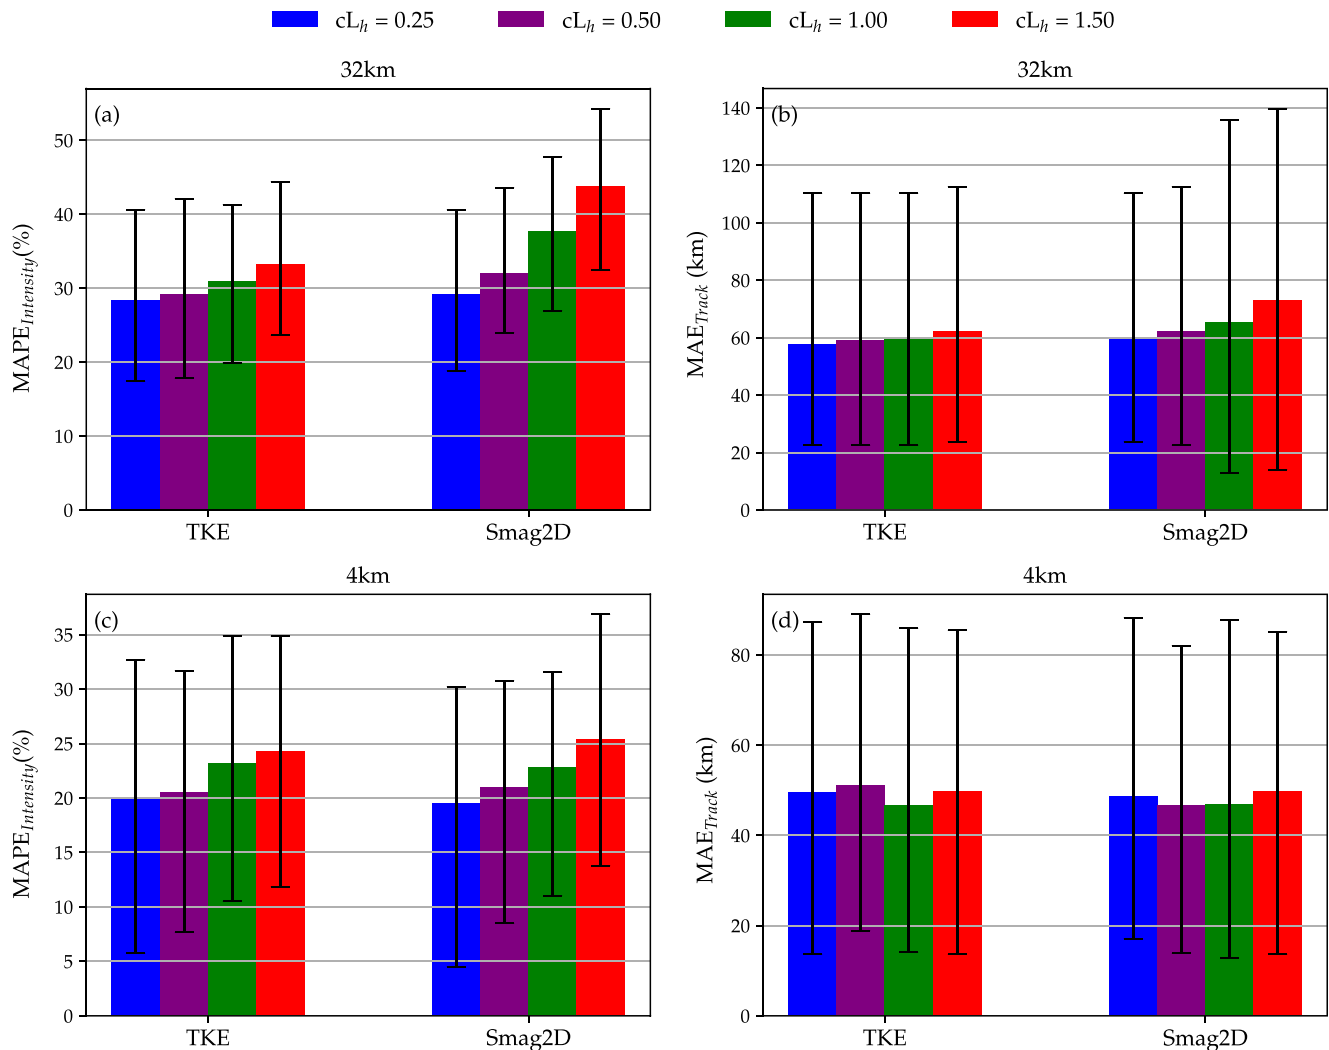 cL_h = 0.25 cL_h = 0.50 cL_h = 1.00 cL_h = 1.50
32km
(a)
MAPE_Intensity(%)
50
40
30
20
10
0
TKE Smag2D
32km
(b)
MAE_Track (km)
140
120
100
80
60
40
20
0
TKE Smag2D
4km
(c)
MAPE_Intensity(%)
35
30
25
20
15
10
5
0
TKE Smag2D
4km
(d)
MAE_Track (km)
80
60
40
20
0
TKE Smag2D